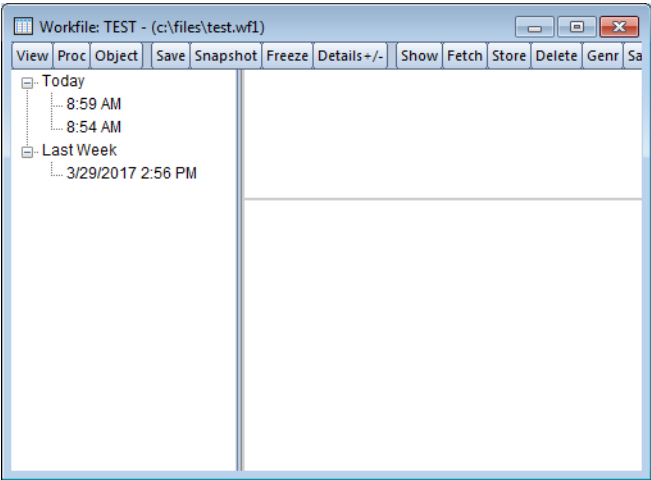 Workfile: TEST - (c:\files\test.wf1)
View Proc Object Save Snapshot Freeze Details+/- Show Fetch Store Delete Genr Sa
Today
8:59 AM
8:54 AM
Last Week
3/29/2017 2:56 PM